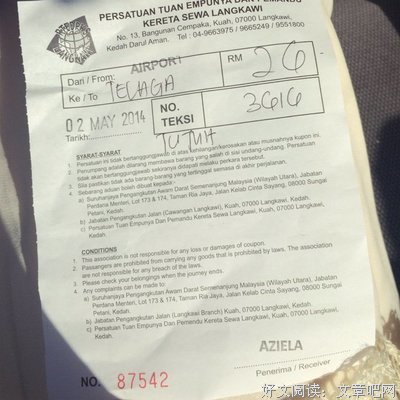 PERSATUAN TUAN EMPUNYA DAN PEMANDU
KERETA SEWA LANGKAWI
No. 13, Bangunan Cempaka, Kuah, 07000 Langkawi,
Kedah Darul Aman. Tel : 04-9663975 / 9665249 / 9551800
Dari / From: AIRPORT RM 26
Ke / To TELAGA
02 MAY 2014 NO. TEKSI 3616
Tarikh:
TUTUH
SYARAT-SYARAT
1. Persatuan ini tidak bertanggungjawab di atas kehilangan/kerosakan atau musnahnya kupon ini.
2. Penumpang adalah dilarang membawa barang yang salah di sisi undang-undang. Persatuan
tidak akan bertanggungjawab sekiranya didapati melaku perkara tersebut.
3. Sila pastikan tidak ada barang-barang yang tertinggal semasa di akhir perjalanan.
4. Sebarang aduan boleh dibuat kepada:-
a) Suruhanjaya Pengangkutan Awam Darat Semenanjung Malaysia (Wilayah Utara), Jabatan
Perdana Menteri, Lot 173 & 174, Taman Ria Jaya, Jalan Kelab Cinta Sayang, 08000 Sungai
Petani, Kedah.
b) Jabatan Pengangkutan Jalan (Cawangan Langkawi), Kuah, 07000 Langkawi, Kedah.
c) Persatuan Tuan Empunya Dan Pemandu Kereta Sewa Langkawi, Kuah, 07000 Langkawi,
Kedah.
CONDITIONS
1. This association is not responsible for any loss or damages of coupon.
2. Passangers are prohibited from carrying any goods that is prohibited by law. The association
are not responsible for any breach of the laws.
3. Please check your belongings when the journey ends.
4. Any complaints can be made to:
a) Suruhanjaya Pengangkutan Awam Darat Semenanjung Malaysia (Wilayah Utara), Jabatan
Perdana Menteri, Lot 173 & 174, Taman Ria Jaya, Jalan Kelab Cinta Sayang, 08000 Sungai
Petani, Kedah.
b) Jabatan Pengangkutan Jalan (Langkawi Branch) Kuah, 07000 Langkawi, Kedah.
c) Persatuan Tuan Empunya Dan Pemandu Kereta Sewa Langkawi, Kuah, 07000 Langkawi,
Kedah.
AZIELA
Penerima / Receiver
NO. 87542
好文阅读：文章吧网